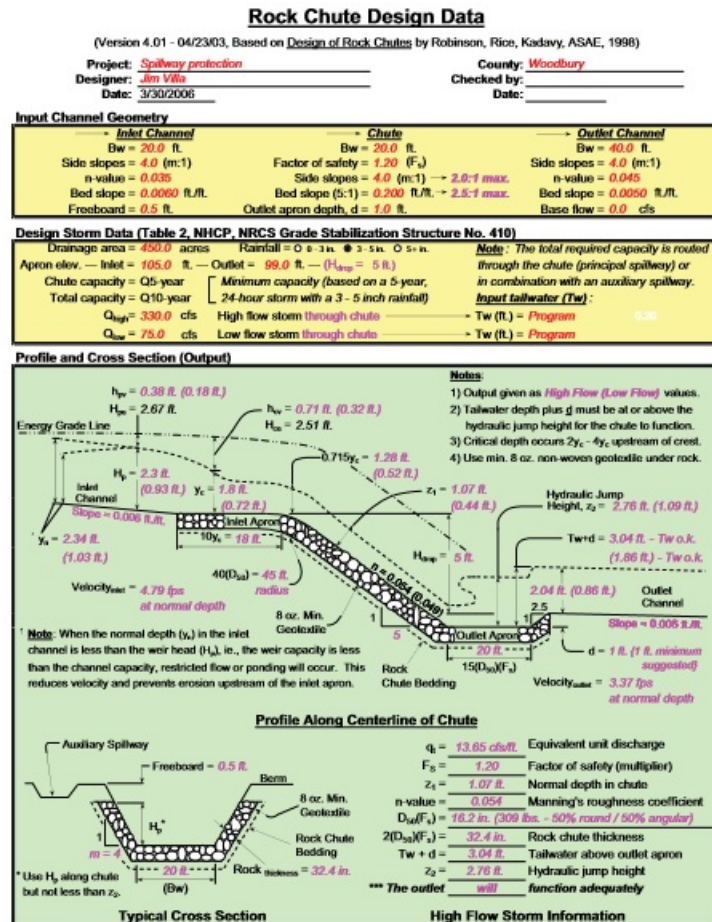 Rock Chute Design Data
(Version 4.01 - 04/23/03, Based on Design of Rock Chutes by Robinson, Rice, Kadavy, ASAE, 1998)
Project: Spillway protection County: Woodbury
Designer: Jim Villa Checked by:
Date: 3/30/2006 Date:
Input Channel Geometry
Inlet Channel Chute Outlet Channel
Bw = 20.0 ft. Bw = 20.0 ft. Bw = 40.0 ft.
Side slopes = 4.0 (m:1) Factor of safety = 1.20 (Fs) Side slopes = 4.0 (m:1)
n-value = 0.035 Side slopes = 4.0 (m:1) 2.0:1 max. n-value = 0.045
Bed slope = 0.0060 ft./ft. Bed slope (5:1) = 0.200 ft./ft. 2.5:1 max. Bed slope = 0.0050 ft./ft.
Freeboard = 0.5 ft. Outlet apron depth, d = 1.0 ft. Base flow = 0.0 cfs
Design Storm Data (Table 2, NHCP, NRCS Grade Stabilization Structure No. 410)
Drainage area = 450.0 acres Rainfall = 0 - 3 in. 3 - 5 in. 5+ in. Note: The total required capacity is routed
Apron elev. --- Inlet = 105.0 ft. --- Outlet = 99.0 ft. --- (Hdrop = 5 ft.) through the chute (principal spillway) or
Chute capacity = Q5-year Minimum capacity (based on a 5-year, in combination with an auxiliary spillway.
Total capacity = Q10-year 24-hour storm with a 3 - 5 inch rainfall) Input tailwater (Tw):
Qhigh = 330.0 cfs High flow storm through chute Tw (ft.) = Program 0.20
Qlow = 75.0 cfs Low flow storm through chute Tw (ft.) = Program
Profile and Cross Section (Output)
Notes:
1) Output given as High Flow (Low Flow) values.
2) Tailwater depth plus d must be at or above the
hydraulic jump height for the chute to function.
3) Critical depth occurs 2yc - 4yc upstream of crest.
4) Use min. 8 oz. non-woven geotextile under rock.
hpv = 0.38 ft. (0.18 ft.)
Hpe = 2.67 ft.
hcv = 0.71 ft. (0.32 ft.)
Hce = 2.51 ft.
Energy Grade Line
0.715yc = 1.28 ft.
(0.52 ft.)
Hp = 2.3 ft.
(0.93 ft.)
yc = 1.8 ft.
(0.72 ft.)
z1 = 1.07 ft.
(0.44 ft.)
Inlet
Channel
Slope = 0.006 ft./ft.
Inlet Apron
10yc = 18 ft.
Hydraulic Jump
Height, z2 = 2.76 ft. (1.09 ft.)
Tw+d = 3.04 ft. - Tw o.k.
(1.86 ft.) - Tw o.k.
yn = 2.34 ft.
(1.03 ft.)
Hdrop = 5 ft.
40(D50) = 45 ft.
radius
n = 0.054 (0.049)
2.04 ft. (0.86 ft.)
Outlet
Channel
Slope = 0.005 ft./ft.
Velocityinlet = 4.79 fps
at normal depth
8 oz. Min.
Geotextile
1
5
1
2.5
Outlet Apron
20 ft.
15(D50)(Fs)
Rock
Chute Bedding
d = 1 ft. (1 ft. minimum
suggested)
Velocityoutlet = 3.37 fps
at normal depth
Note: When the normal depth (yn) in the inlet
channel is less than the weir head (Hp), ie., the weir capacity is less
than the channel capacity, restricted flow or ponding will occur. This
reduces velocity and prevents erosion upstream of the inlet apron.
Profile Along Centerline of Chute
Auxiliary Spillway
Freeboard = 0.5 ft.
Berm
8 oz. Min.
Geotextile
Hp*
Rock Chute
Bedding
1
m = 4
20 ft.
(Bw)
Rockthickness = 32.4 in.
* Use Hp along chute
but not less than z2.
Typical Cross Section
qt = 13.65 cfs/ft. Equivalent unit discharge
Fs = 1.20 Factor of safety (multiplier)
z1 = 1.07 ft. Normal depth in chute
n-value = 0.054 Manning's roughness coefficient
D50(Fs) = 16.2 in. (309 lbs. - 50% round / 50% angular)
2(D50)(Fs) = 32.4 in. Rock chute thickness
Tw + d = 3.04 ft. Tailwater above outlet apron
z2 = 2.76 ft. Hydraulic jump height
*** The outlet will function adequately
High Flow Storm Information